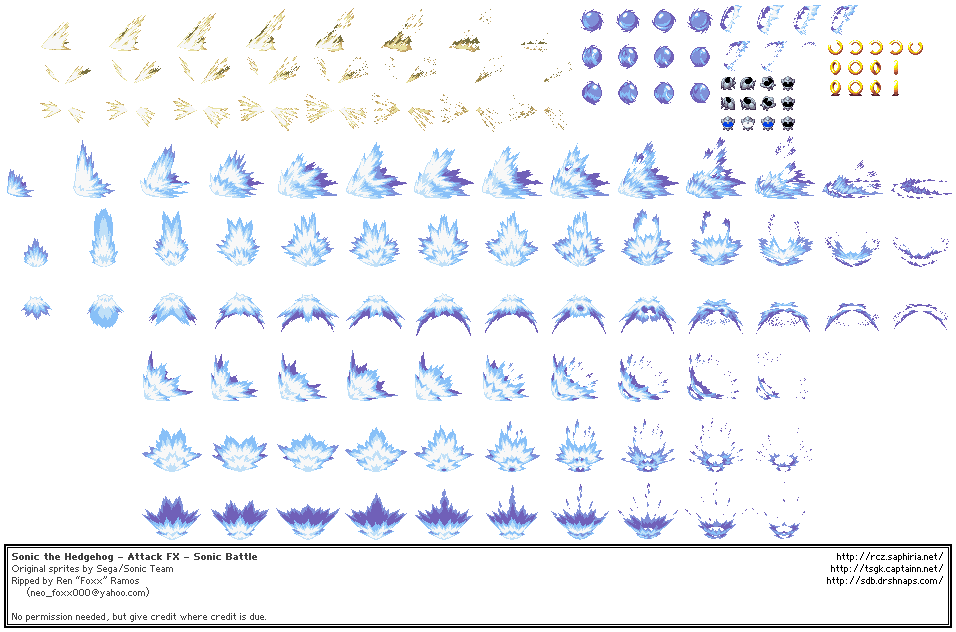 Sonic the Hedgehog - Attack FX - Sonic Battle
Original sprites by Sega/Sonic Team
Ripped by Ren "Foxx" Ramos
(neo_foxx000@yahoo.com)
No permission needed, but give credit where credit is due.
http://rcz.saphiria.net/
http://tsgk.captainn.net/
http://sdb.drshnaps.com/